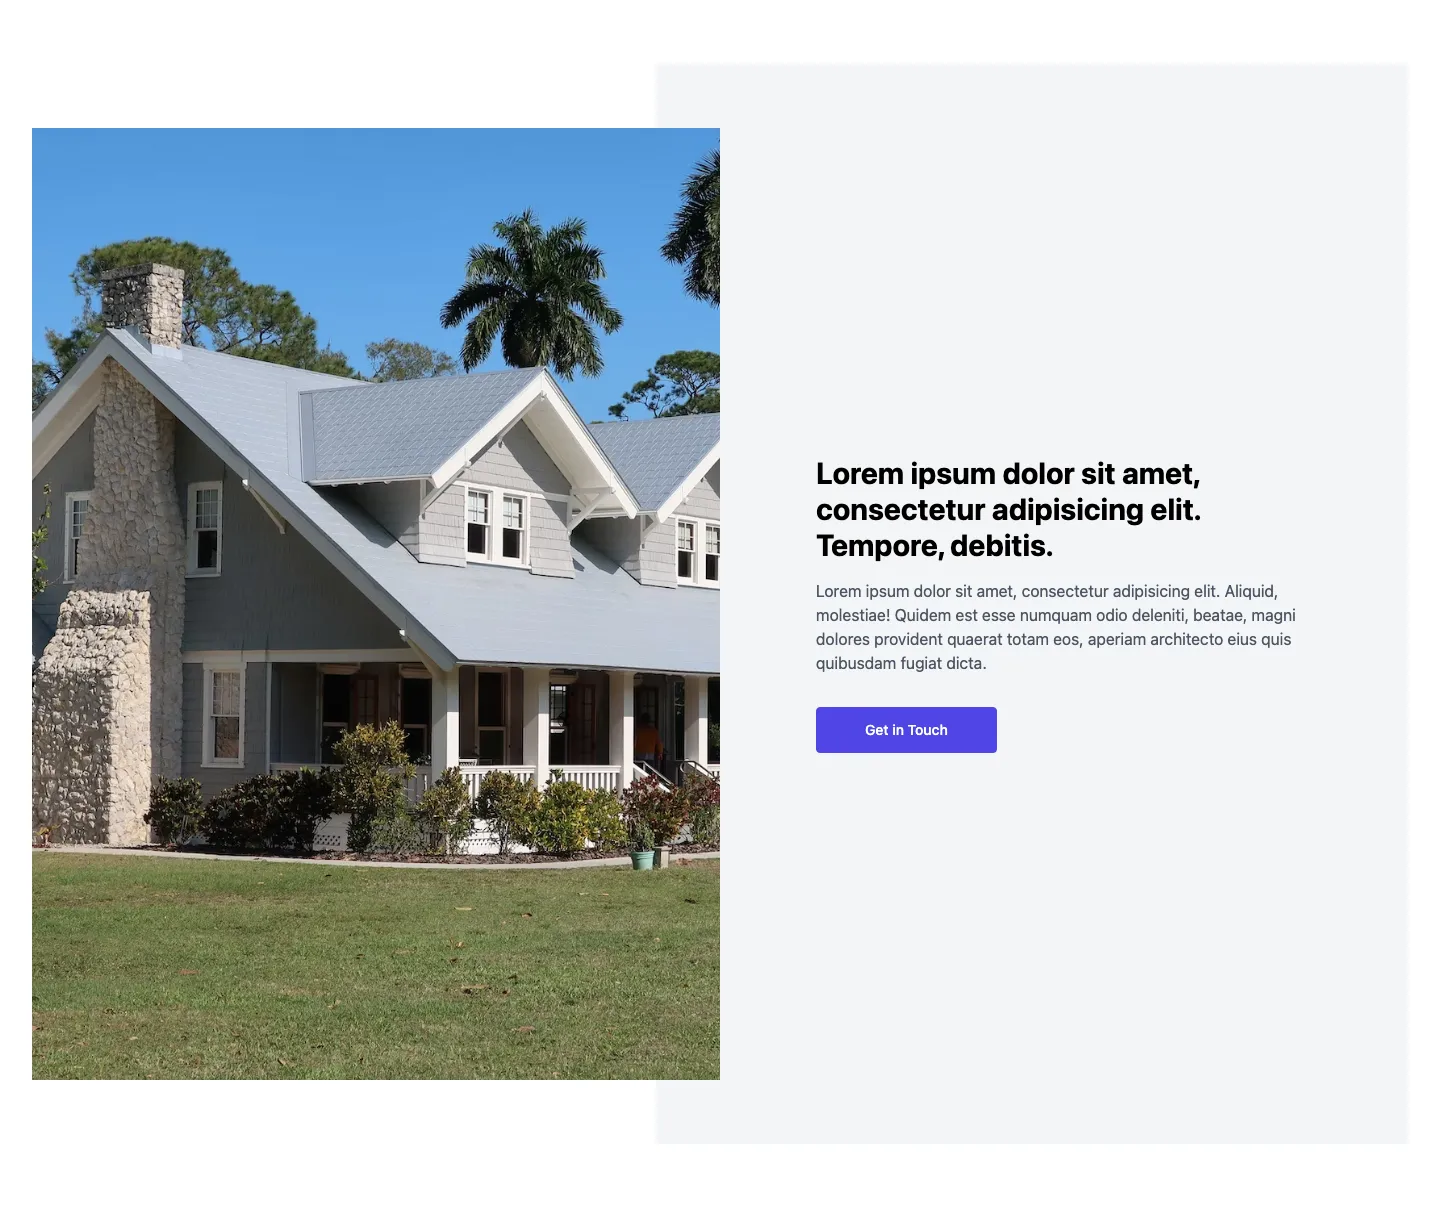 Lorem ipsum dolor sit amet,
consectetur adipisicing elit.
Tempore, debitis.
Lorem ipsum dolor sit amet, consectetur adipisicing elit. Aliquid,
molestiae! Quidem est esse numquam odio deleniti, beatae, magni
dolores provident quaerat totam eos, aperiam architecto eius quis
quibusdam fugiat dicta.
Get in Touch